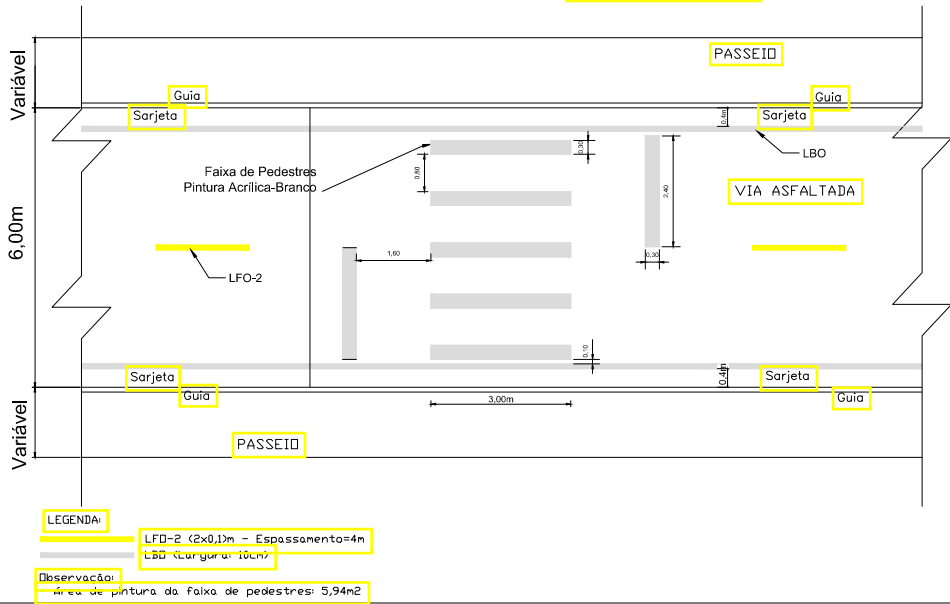 PASSEIO
Variável
Guia
Guia
Sarjeta
Sarjeta
0,4m
LBO
0,30
Faixa de Pedestres
Pintura Acrílica-Branco
0,80
2,40
VIA ASFALTADA
6,00m
1,60
0,30
LFO-2
0,10
Sarjeta
Sarjeta
0,4m
Guia
Guia
3,00m
Variável
PASSEIO
LEGENDA:
LFO-2 (2x0,1)m - Espassamento=4m
LBO (Largura: 10cm)
Observação:
- Área de pintura da faixa de pedestres: 5,94m2